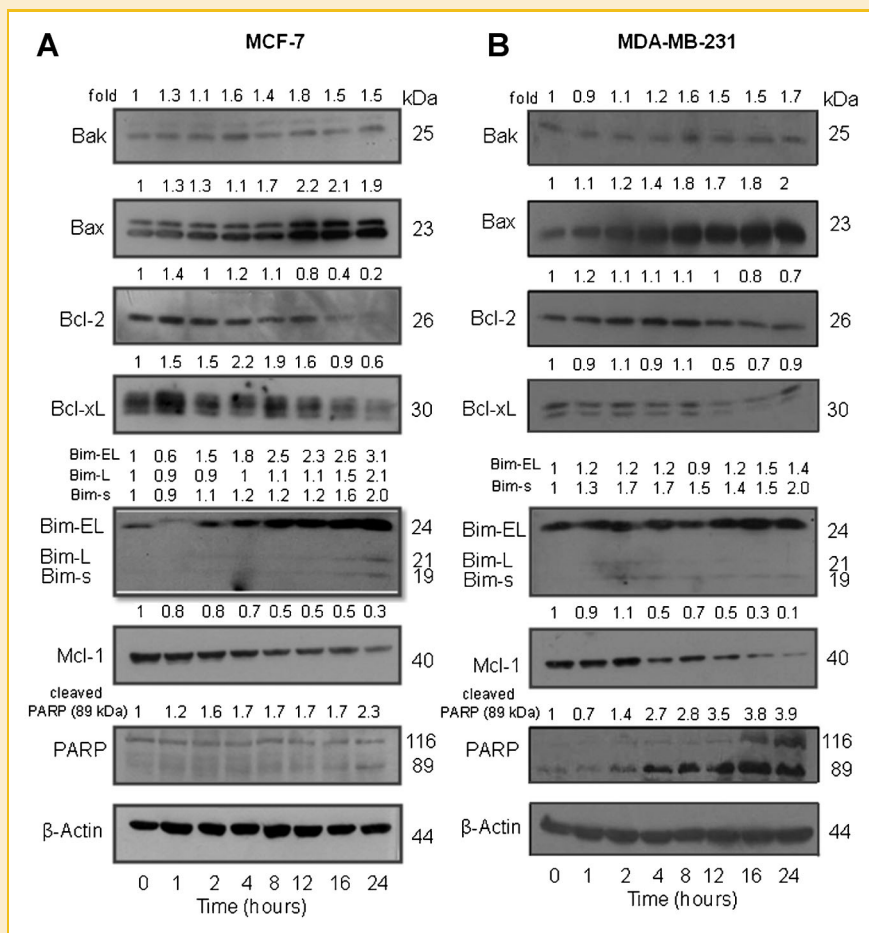 A MCF-7
fold 1 1.3 1.1 1.6 1.4 1.8 1.5 1.5 kDa
Bak 25
1 1.3 1.3 1.1 1.7 2.2 2.1 1.9
Bax 23
1 1.4 1 1.2 1.1 0.8 0.4 0.2
Bcl-2 26
1 1.5 1.5 2.2 1.9 1.6 0.9 0.6
Bcl-xL 30
Bim-EL 1 0.6 1.5 1.8 2.5 2.3 2.6 3.1
Bim-L 1 0.9 0.9 1 1.1 1.1 1.5 2.1
Bim-s 1 0.9 1.1 1.2 1.2 1.2 1.6 2.0
Bim-EL 24
Bim-L 21
Bim-s 19
1 0.8 0.8 0.7 0.5 0.5 0.5 0.3
Mcl-1 40
cleaved
PARP (89 kDa) 1 1.2 1.6 1.7 1.7 1.7 1.7 2.3
PARP 116
89
β-Actin 44
0 1 2 4 8 12 16 24
Time (hours)
B MDA-MB-231
fold 1 0.9 1.1 1.2 1.6 1.5 1.5 1.7 kDa
Bak 25
1 1.1 1.2 1.4 1.8 1.7 1.8 2
Bax 23
1 1.2 1.1 1.1 1.1 1 0.8 0.7
Bcl-2 26
1 0.9 1.1 0.9 1.1 0.5 0.7 0.9
Bcl-xL 30
Bim-EL 1 1.2 1.2 1.2 0.9 1.2 1.5 1.4
Bim-s 1 1.3 1.7 1.7 1.5 1.4 1.5 2.0
Bim-EL 24
Bim-L 21
Bim-s 19
1 0.9 1.1 0.5 0.7 0.5 0.3 0.1
Mcl-1 40
cleaved
PARP (89 kDa) 1 0.7 1.4 2.7 2.8 3.5 3.8 3.9
PARP 116
89
β-Actin 44
0 1 2 4 8 12 16 24
Time (hours)